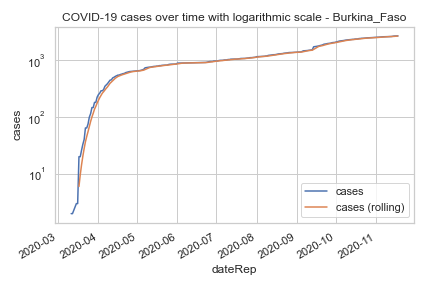 COVID-19 cases over time with logarithmic scale - Burkina_Faso
10³
10²
10¹
cases
cases
cases (rolling)
2020-03
2020-04
2020-05
2020-06
2020-07
2020-08
2020-09
2020-10
2020-11
dateRep